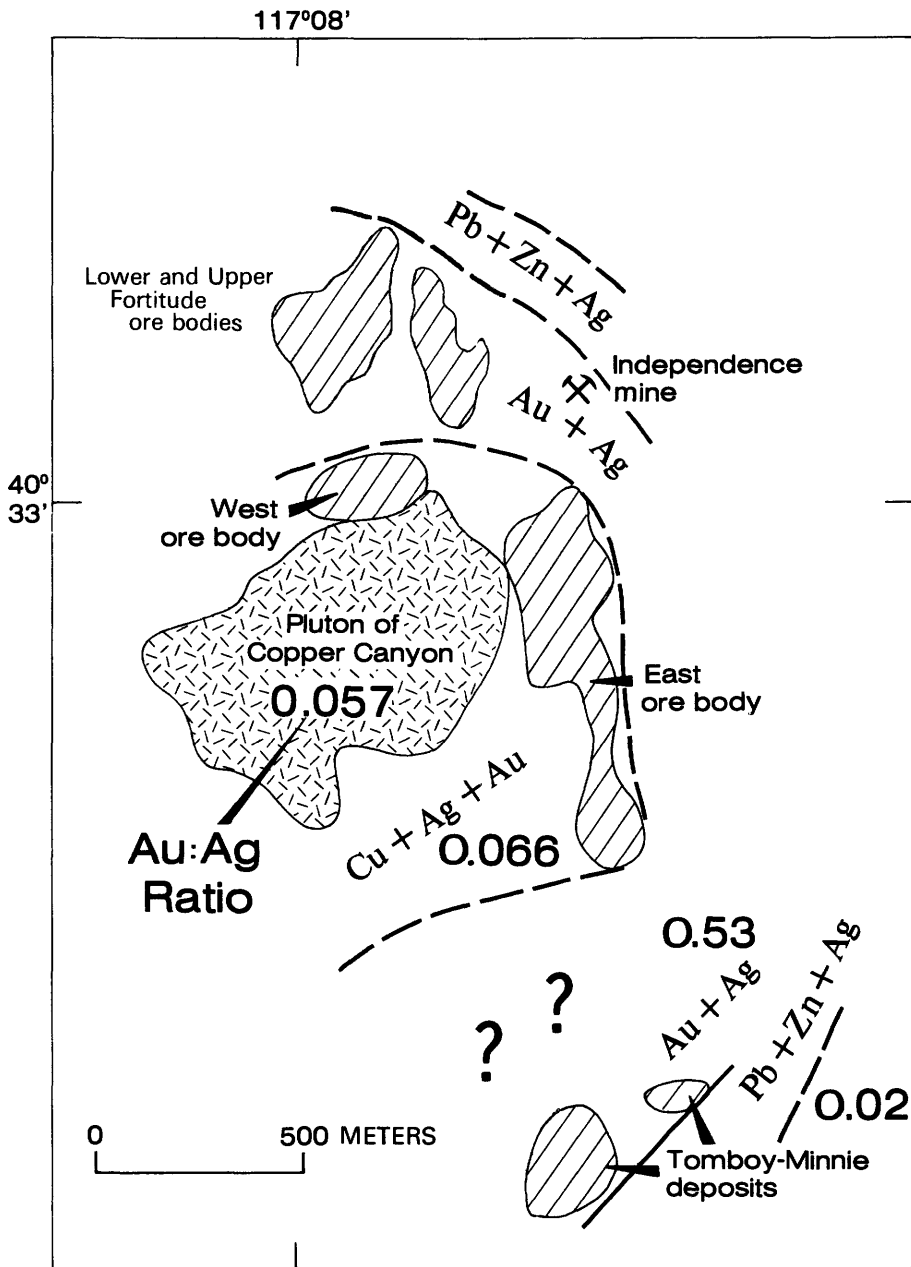 117°08'
Pb + Zn + Ag
Lower and Upper
Fortitude
ore bodies
Independence
mine
Au + Ag
40°
33'
West
ore body
Pluton of
Copper Canyon
0.057
East
ore body
Au:Ag
Ratio
Cu + Ag + Au
0.066
0.53
Au + Ag
Pb + Zn + Ag
?
?
0.02
0
500 METERS
Tomboy-Minnie
deposits